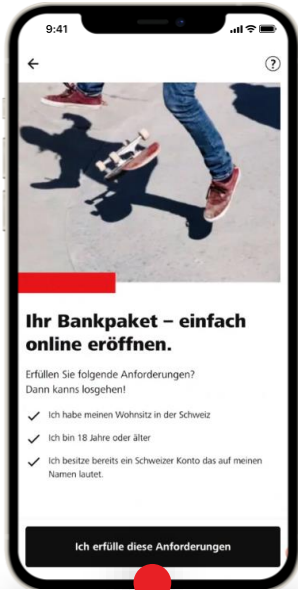 9:41
Ihr Bankpaket – einfach
online eröffnen.
Erfüllen Sie folgende Anforderungen?
Dann kanns losgehen!
Ich habe meinen Wohnsitz in der Schweiz
Ich bin 18 Jahre oder älter
Ich besitze bereits ein Schweizer Konto das auf meinen
Namen lautet.
Ich erfülle diese Anforderungen